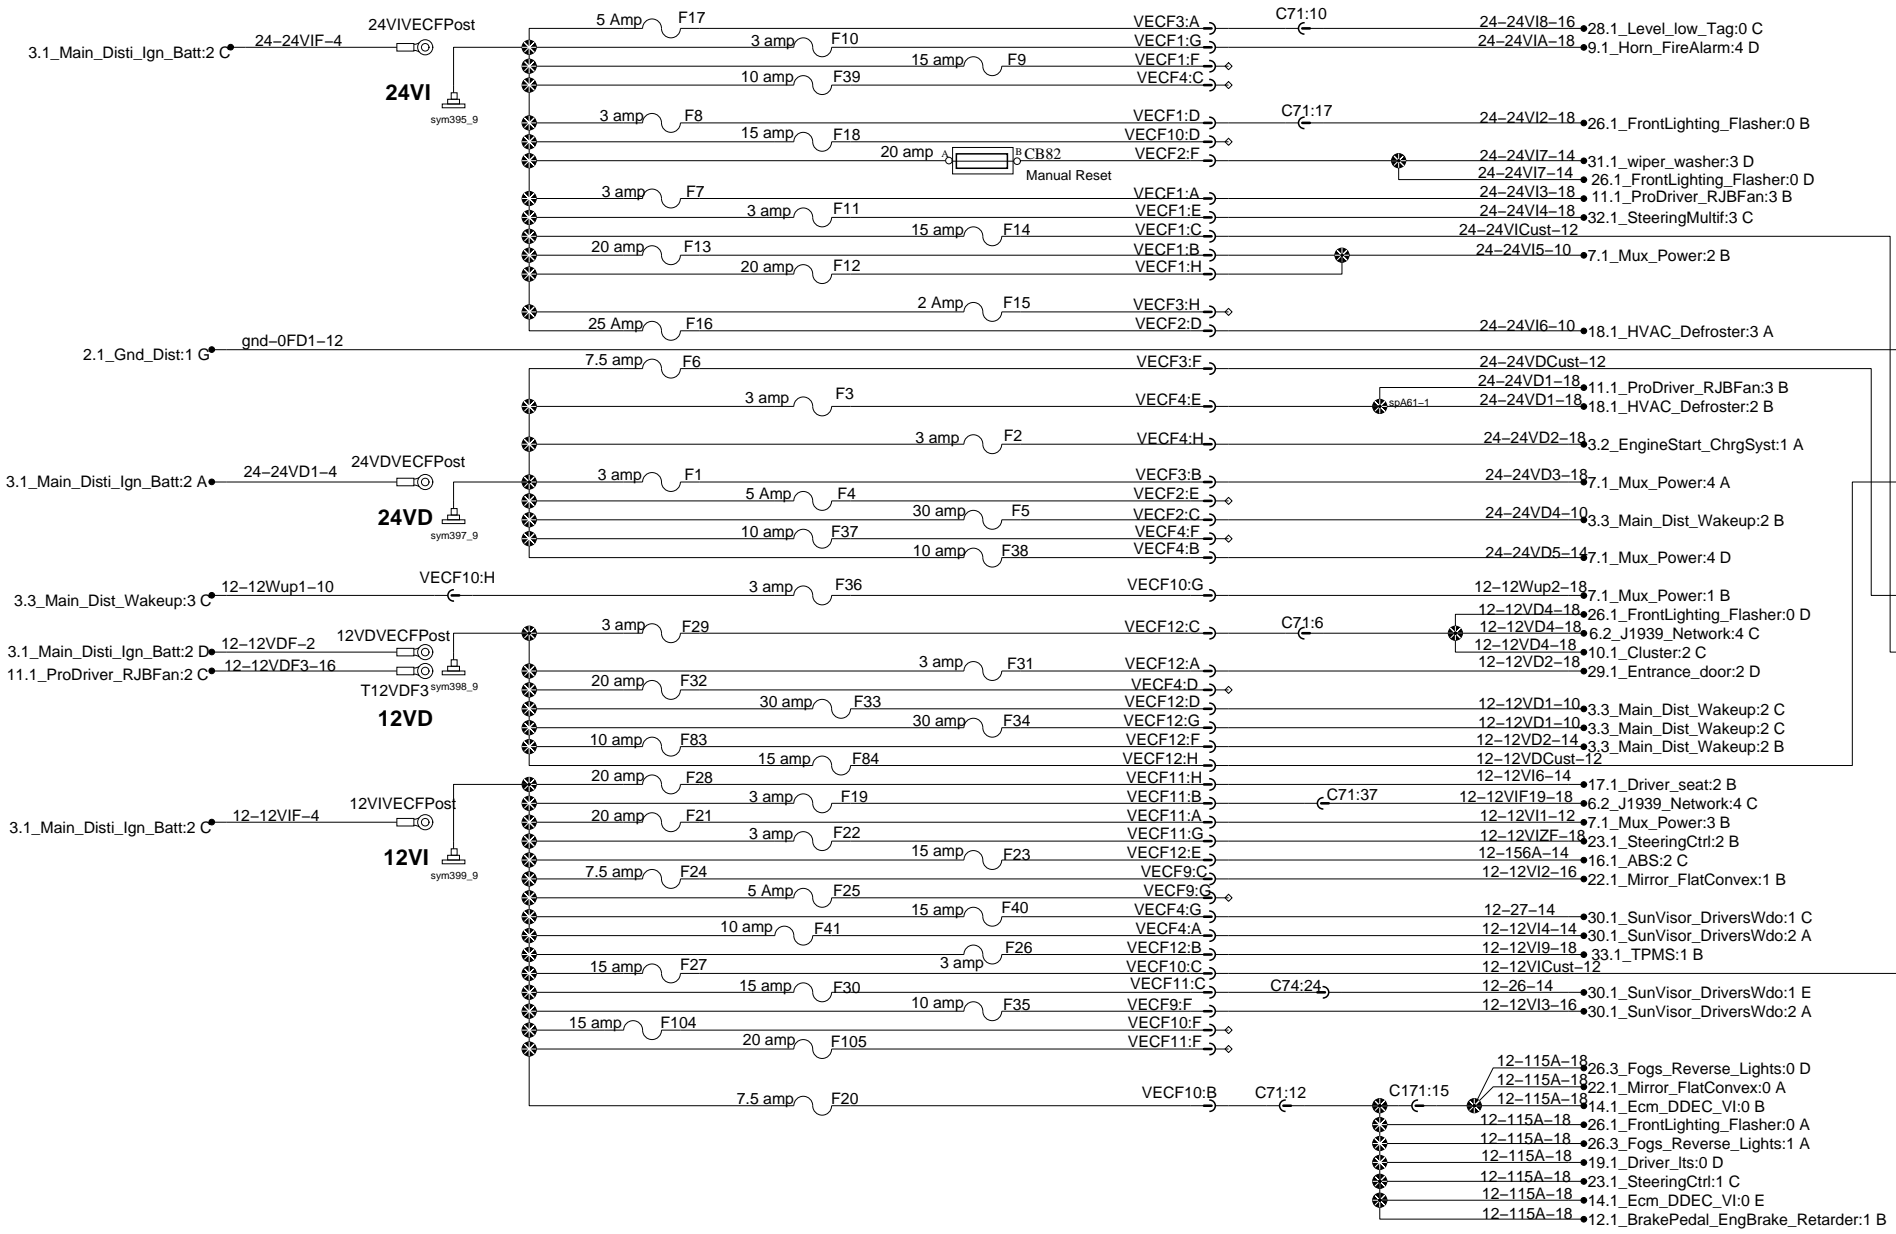 5 Amp F17 VECF3:A C71:10 24-24VI8-16 28.1_Level_low_Tag:0 C
3.1_Main_Disti_Ign_Batt:2 C 24-24VIF-4 24VIVECFPost 3 amp F10 VECF1:G 24-24VIA-18 9.1_Horn_FireAlarm:4 D
15 amp F9 VECF1:F
24VI 10 amp F39 VECF4:C
sym395_9 3 amp F8 VECF1:D C71:17 24-24VI2-18 26.1_FrontLighting_Flasher:0 B
15 amp F18 VECF10:D
20 amp A B CB82 VECF2:F 24-24VI7-14 31.1_wiper_washer:3 D
Manual Reset 24-24VI7-14 26.1_FrontLighting_Flasher:0 D
3 amp F7 VECF1:A 24-24VI3-18 11.1_ProDriver_RJBFan:3 B
3 amp F11 VECF1:E 24-24VI4-18 32.1_SteeringMultif:3 C
15 amp F14 VECF1:C 24-24VICust-12
20 amp F13 VECF1:B 24-24VI5-10 7.1_Mux_Power:2 B
20 amp F12 VECF1:H
2 Amp F15 VECF3:H
25 Amp F16 VECF2:D 24-24VI6-10 18.1_HVAC_Defroster:3 A
2.1_Gnd_Dist:1 G gnd-0FD1-12
7.5 amp F6 VECF3:F 24-24VDCust-12
24-24VD1-18 11.1_ProDriver_RJBFan:3 B
3 amp F3 VECF4:E spA61-1 24-24VD1-18 18.1_HVAC_Defroster:2 B
3 amp F2 VECF4:H 24-24VD2-18 3.2_EngineStart_ChrgSyst:1 A
3.1_Main_Disti_Ign_Batt:2 A 24-24VD1-4 24VDVECFPost 3 amp F1 VECF3:B 24-24VD3-18 7.1_Mux_Power:4 A
5 Amp F4 VECF2:E
24VD 30 amp F5 VECF2:C 24-24VD4-10 3.3_Main_Dist_Wakeup:2 B
sym397_9 10 amp F37 VECF4:F
10 amp F38 VECF4:B 24-24VD5-14 7.1_Mux_Power:4 D
3.3_Main_Dist_Wakeup:3 C 12-12Wup1-10 VECF10:H 3 amp F36 VECF10:G 12-12Wup2-18 7.1_Mux_Power:1 B
12-12VD4-18 26.1_FrontLighting_Flasher:0 D
3 amp F29 VECF12:C C71:6 12-12VD4-18 6.2_J1939_Network:4 C
3.1_Main_Disti_Ign_Batt:2 D 12-12VDF-2 12VDVECFPost 12-12VD4-18 10.1_Cluster:2 C
11.1_ProDriver_RJBFan:2 C 12-12VDF3-16 3 amp F31 VECF12:A 12-12VD2-18 29.1_Entrance_door:2 D
T12VDF3 sym398_9 20 amp F32 VECF4:D
12VD 30 amp F33 VECF12:D 12-12VD1-10 3.3_Main_Dist_Wakeup:2 C
30 amp F34 VECF12:G 12-12VD1-10 3.3_Main_Dist_Wakeup:2 C
10 amp F83 VECF12:F 12-12VD2-14 3.3_Main_Dist_Wakeup:2 B
15 amp F84 VECF12:H 12-12VDCust-12
20 amp F28 VECF11:H 12-12VI6-14 17.1_Driver_seat:2 B
12VIVECFPost 3 amp F19 VECF11:B C71:37 12-12VIF19-18 6.2_J1939_Network:4 C
3.1_Main_Disti_Ign_Batt:2 C 12-12VIF-4 20 amp F21 VECF11:A 12-12VI1-12 7.1_Mux_Power:3 B
3 amp F22 VECF11:G 12-12VIZF-18 23.1_SteeringCtrl:2 B
12VI 15 amp F23 VECF12:E 12-156A-14 16.1_ABS:2 C
sym399_9 7.5 amp F24 VECF9:C 12-12VI2-16 22.1_Mirror_FlatConvex:1 B
5 Amp F25 VECF9:G
15 amp F40 VECF4:G 12-27-14 30.1_SunVisor_DriversWdo:1 C
10 amp F41 VECF4:A 12-12VI4-14 30.1_SunVisor_DriversWdo:2 A
3 amp F26 VECF12:B 12-12VI9-18 33.1_TPMS:1 B
15 amp F27 VECF10:C 12-12VICust-12
15 amp F30 VECF11:C C74:24 12-26-14 30.1_SunVisor_DriversWdo:1 E
10 amp F35 VECF9:F 12-12VI3-16 30.1_SunVisor_DriversWdo:2 A
15 amp F104 VECF10:F
20 amp F105 VECF11:F
12-115A-18 26.3_Fogs_Reverse_Lights:0 D
12-115A-18 22.1_Mirror_FlatConvex:0 A
7.5 amp F20 VECF10:B C71:12 C171:15 12-115A-18 14.1_Ecm_DDEC_VI:0 B
12-115A-18 26.1_FrontLighting_Flasher:0 A
12-115A-18 26.3_Fogs_Reverse_Lights:1 A
12-115A-18 19.1_Driver_lts:0 D
12-115A-18 23.1_SteeringCtrl:1 C
12-115A-18 14.1_Ecm_DDEC_VI:0 E
12-115A-18 12.1_BrakePedal_EngBrake_Retarder:1 B